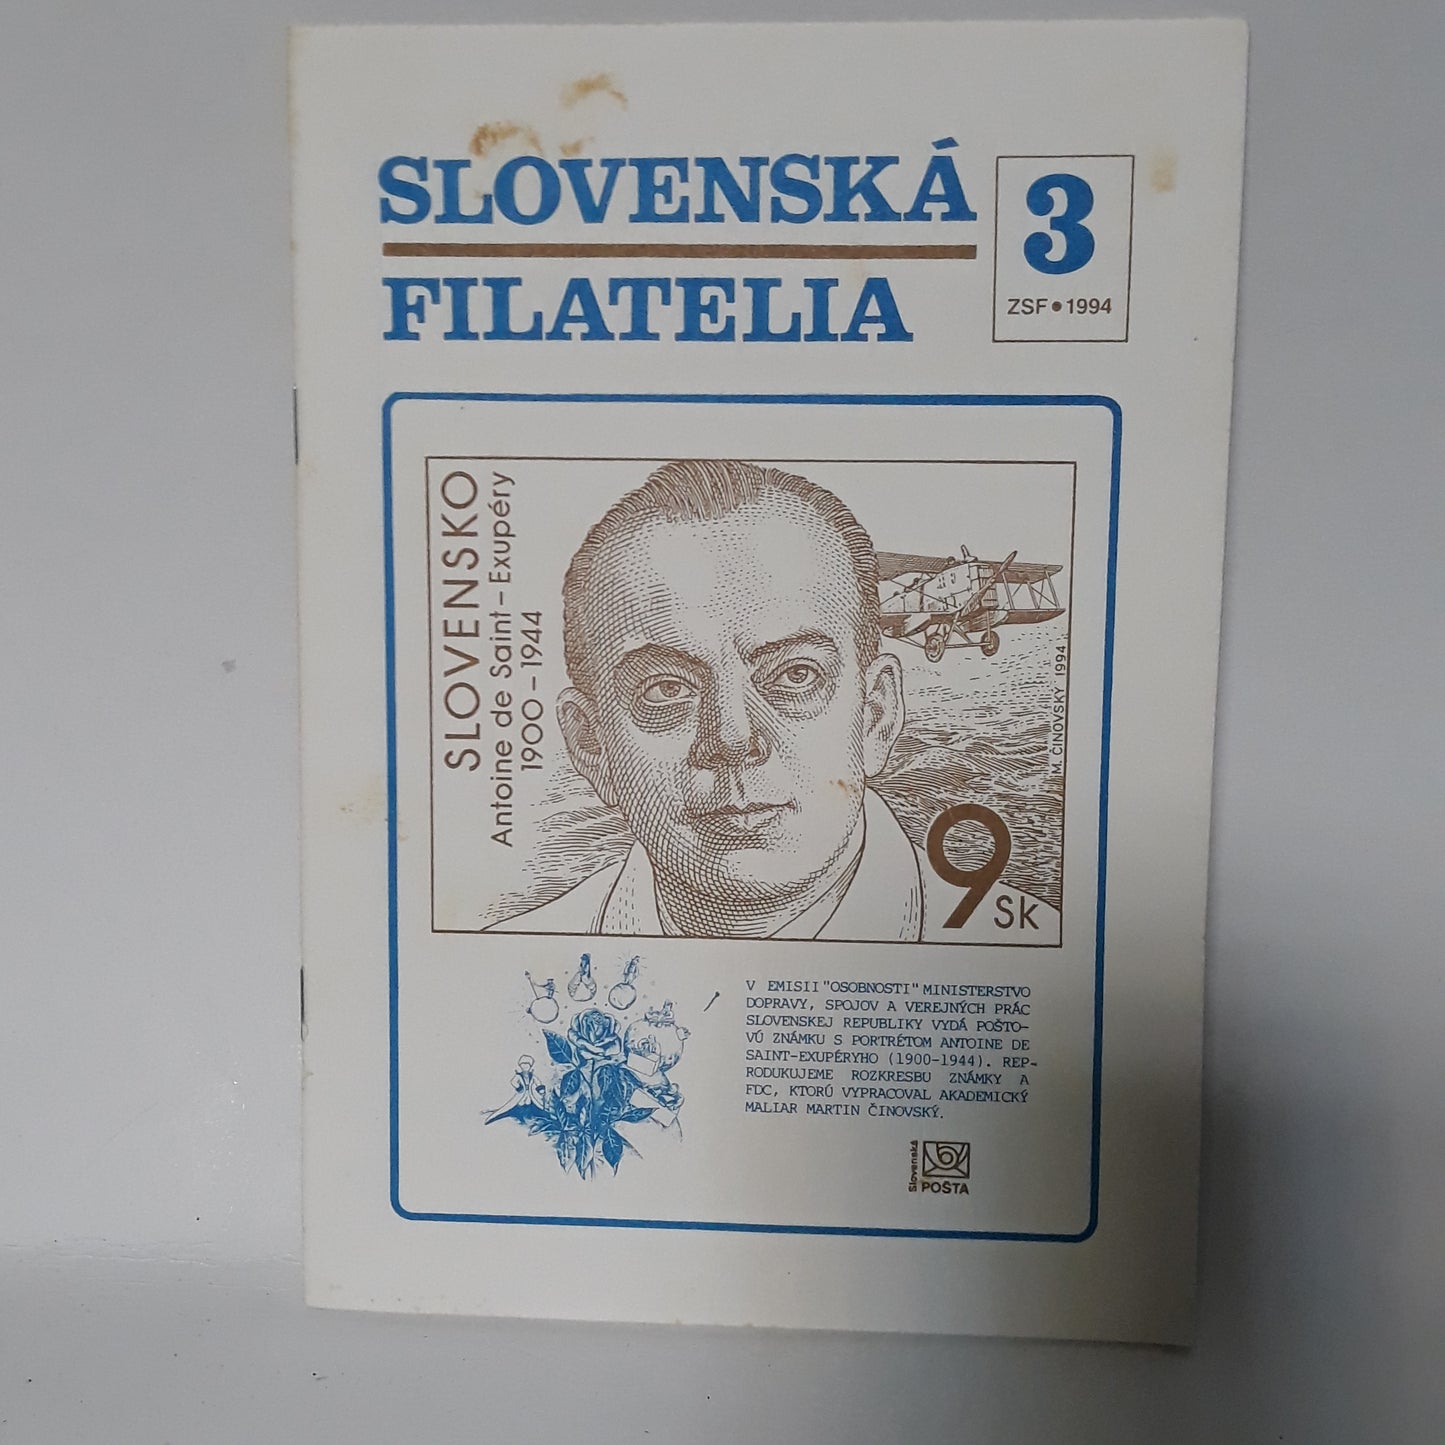 SLOVENSKÁ
FILATELIA
3
ZSF • 1994
SLOVENSKO
Antoine de Saint – Exupéry
1900 – 1944
M. ČINOVSKÝ 1994
9 Sk
V EMISII "OSOBNOSTI" MINISTERSTVO
DOPRAVY, SPOJOV A VEREJNÝCH PRÁC
SLOVENSKEJ REPUBLIKY VYDÁ POŠTO-
VÚ ZNÁMKU S PORTRÉTOM ANTOINE DE
SAINT-EXUPÉRYHO (1900-1944). REP-
RODUKUJEME ROZKRESBU ZNÁMKY A
FDC, KTORÚ VYPRACOVAL AKADEMICKÝ
MALIAR MARTIN ČINOVSKÝ.
Slovenská
POŠTA